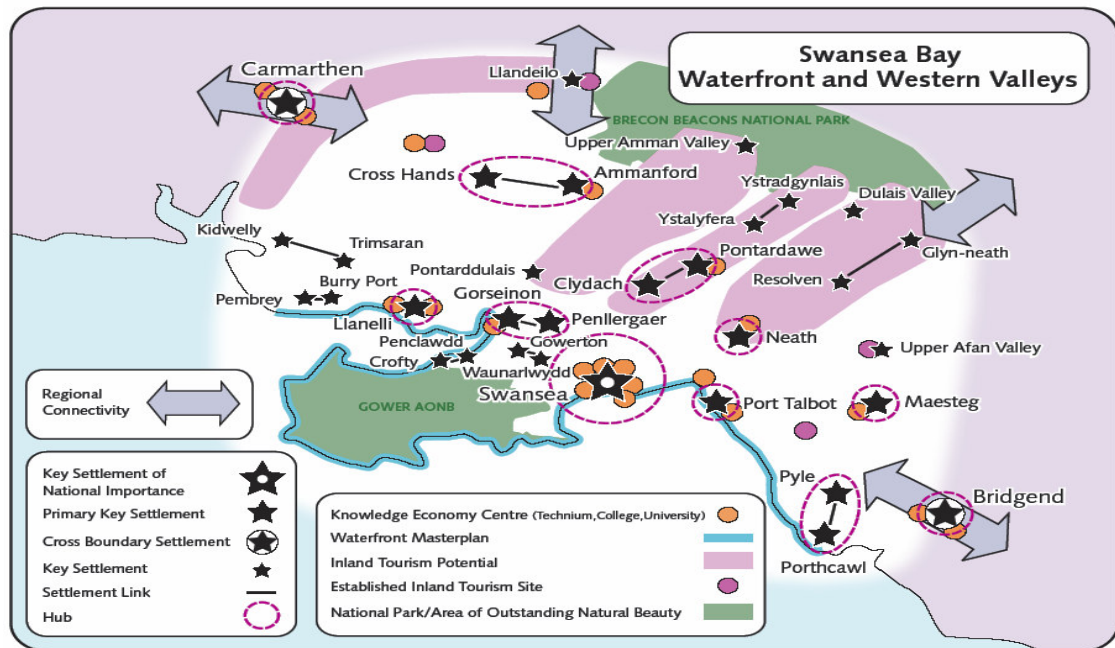 Swansea Bay
Waterfront and Western Valleys
Carmarthen
Llandeilo
BRECON BEACONS NATIONAL PARK
Upper Amman Valley
Cross Hands
Ammanford
Ystradgynlais
Dulais Valley
Ystalyfera
Kidwelly
Trimsaran
Pontardawe
Glyn-neath
Pontarddulais
Clydach
Resolven
Burry Port
Pembrey
Gorseinon
Llanelli
Penllergaer
Neath
Penclawdd
Gowerton
Upper Afan Valley
Crofty
Waunarlwydd
Swansea
GOWER AONB
Port Talbot
Maesteg
Pyle
Bridgend
Porthcawl
Regional
Connectivity
Key Settlement of
National Importance
Primary Key Settlement
Cross Boundary Settlement
Key Settlement
Settlement Link
Hub
Knowledge Economy Centre (Technium,College,University)
Waterfront Masterplan
Inland Tourism Potential
Established Inland Tourism Site
National Park/Area of Outstanding Natural Beauty